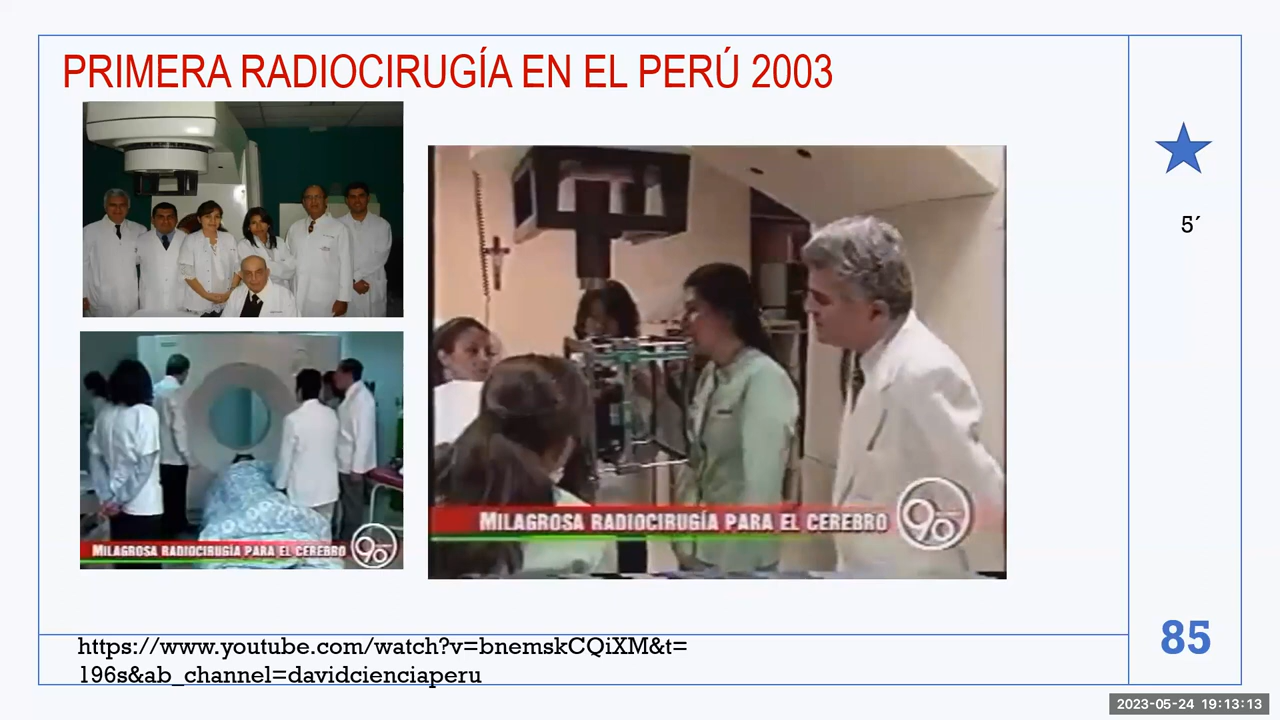 PRIMERA RADIOCIRUGÍA EN EL PERÚ 2003
5´
MILAGROSA RADIOCIRUGÍA PARA EL CEREBRO
90
MILAGROSA RADIOCIRUGÍA PARA EL CEREBRO
90
https://www.youtube.com/watch?v=bnemskCQiXM&t=
196s&ab_channel=davidcienciaperu
85
2023-05-24 19:13:13